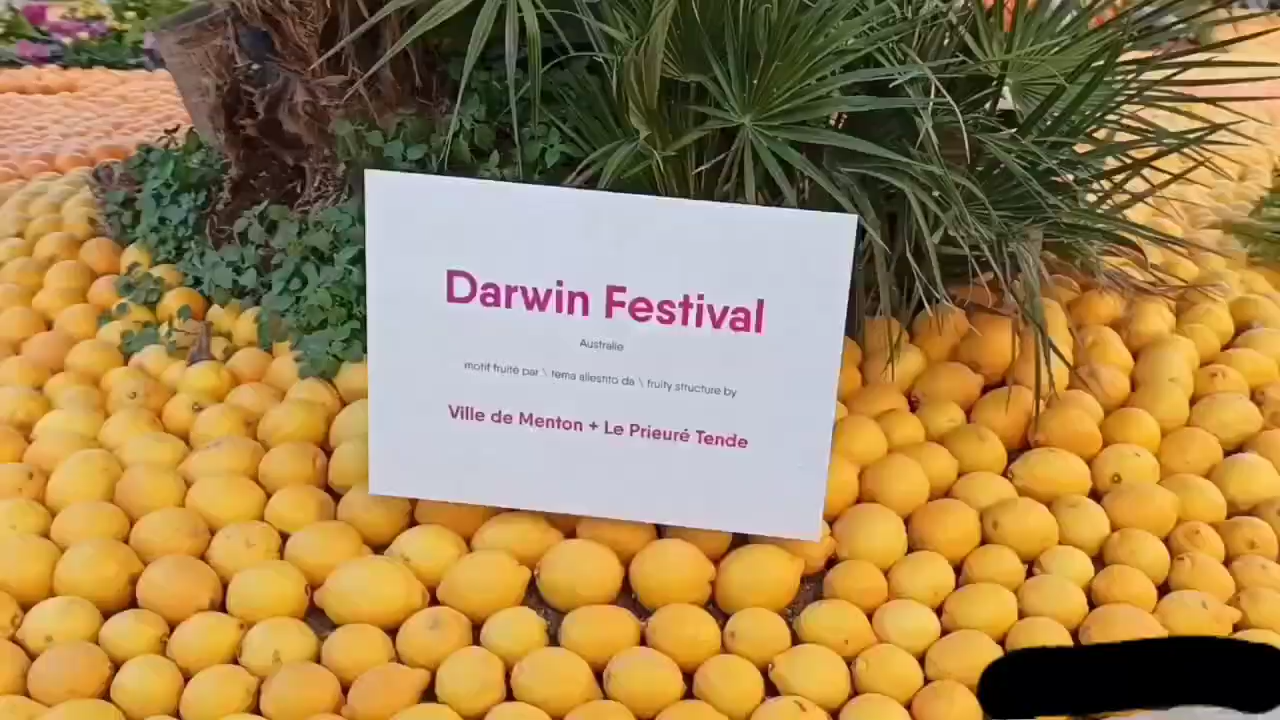 Darwin Festival
Australie
motif fruité par \ tema allestito da \ fruity structure by
Ville de Menton + Le Prieuré Tende